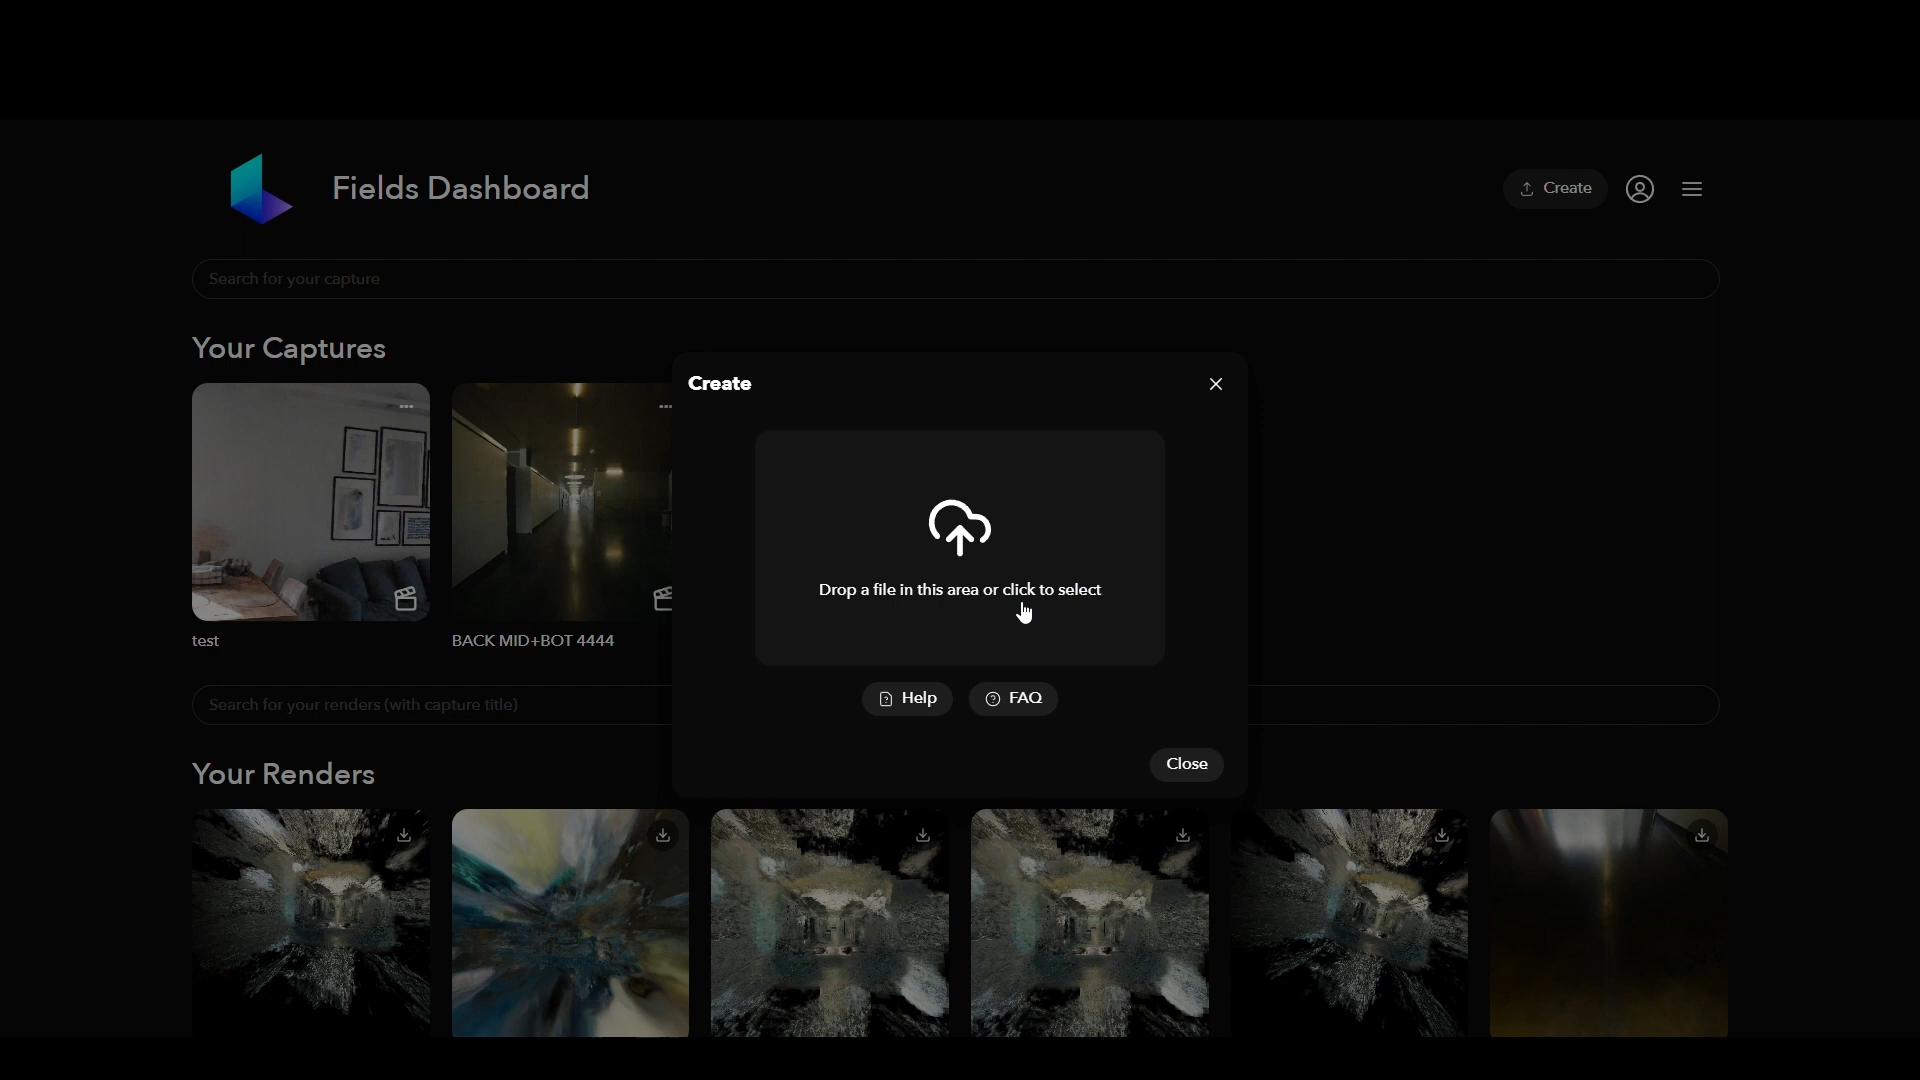 Fields Dashboard
Create
Search for your capture
Your Captures
Create
Drop a file in this area or click to select
test
BACK MID+BOT 4444
Help
FAQ
Search for your renders (with capture title)
Close
Your Renders